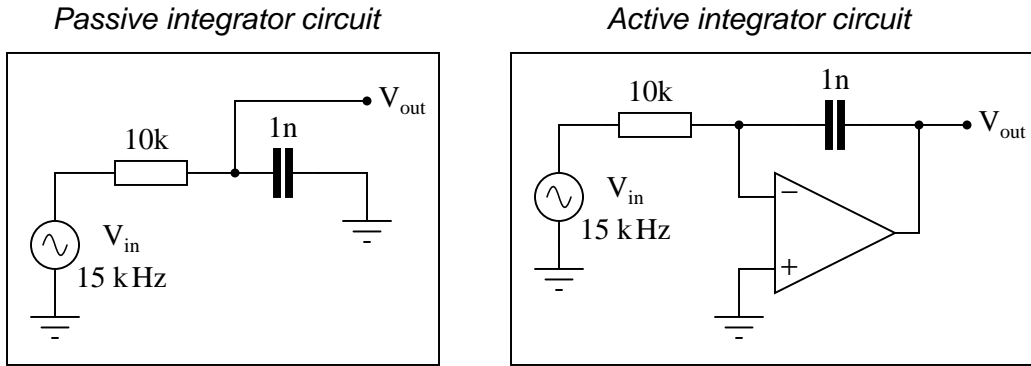 Passive integrator circuit
10k
1n
Vout
Vin
15 kHz
Active integrator circuit
10k
1n
Vout
Vin
15 kHz
−
+